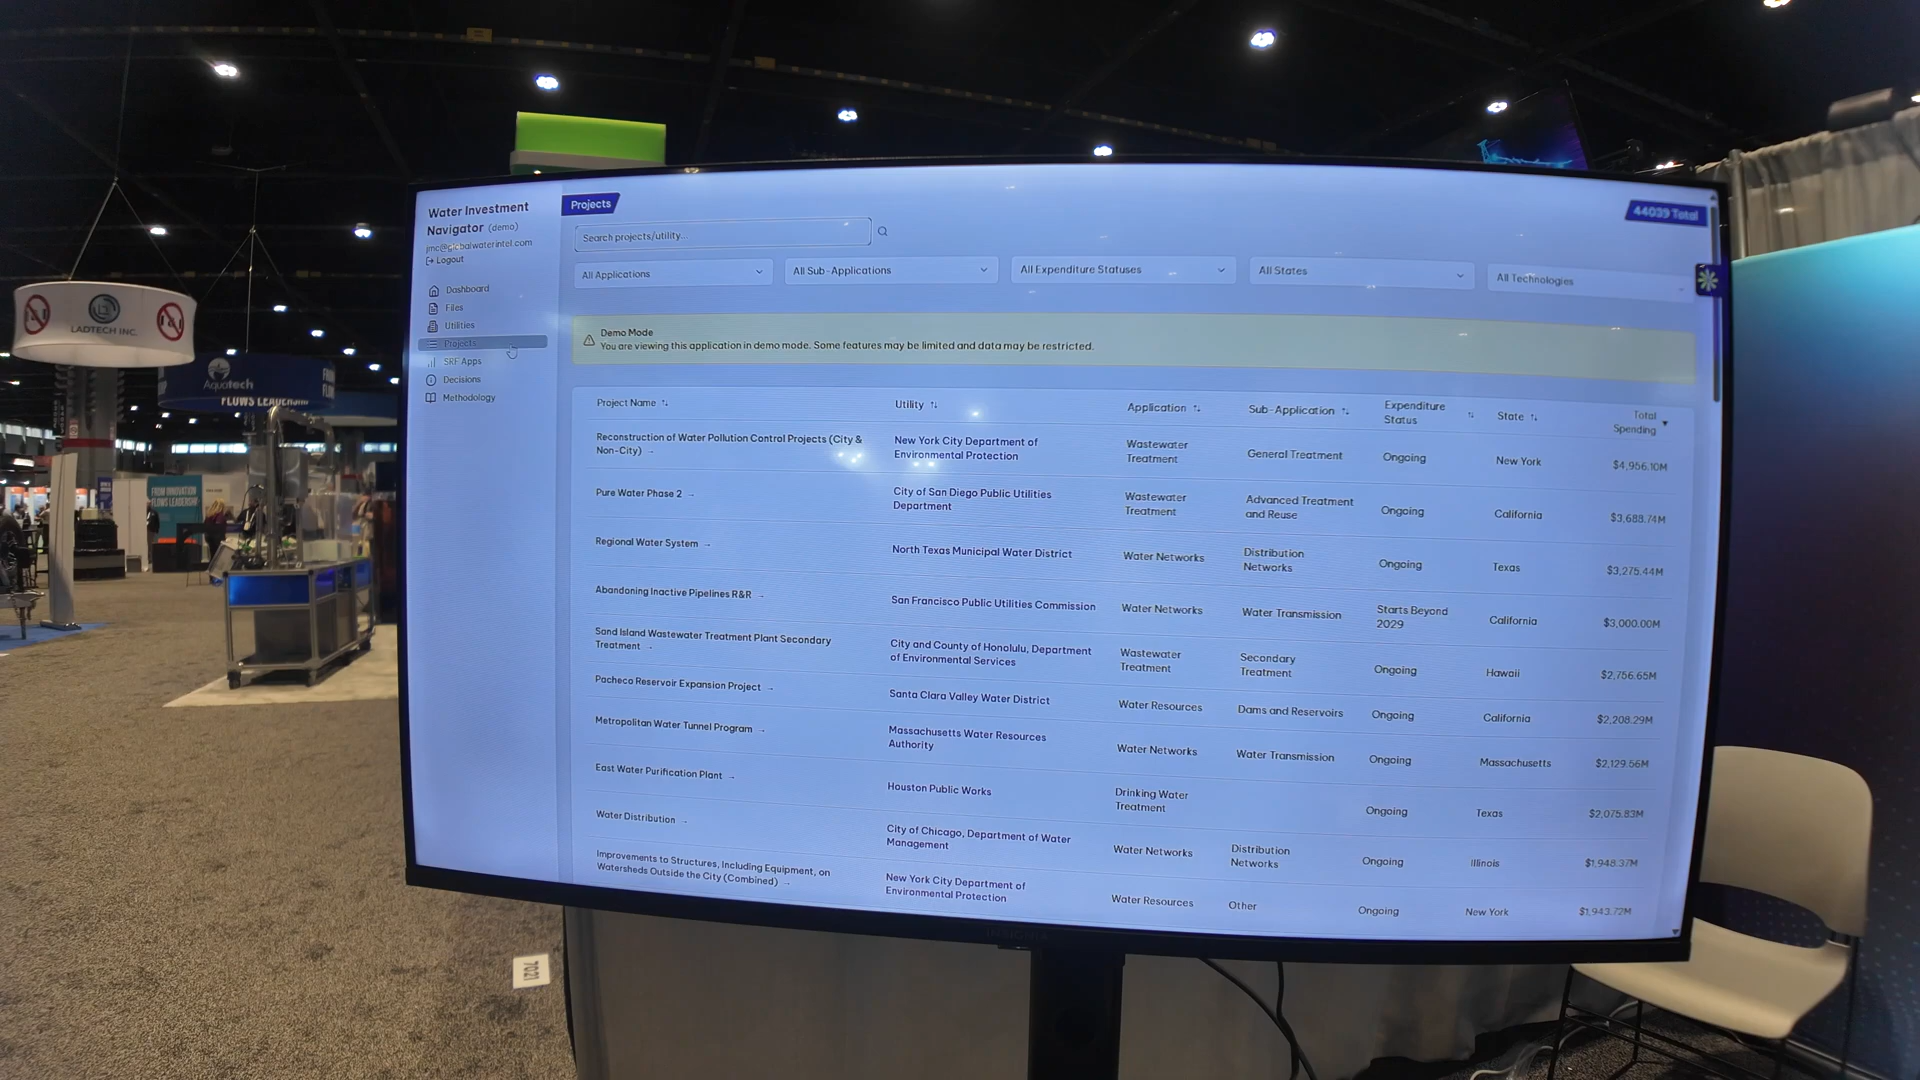 Water Investment
Navigator (demo)
jmc@globalwaterintel.com
Logout
Dashboard
Files
Utilities
Projects
SRF Apps
Decisions
Methodology
Projects
44039 Total
Search projects/utility...
All Applications
All Sub-Applications
All Expenditure Statuses
All States
All Technologies
Demo Mode
You are viewing this application in demo mode. Some features may be limited and data may be restricted.
Project Name
Utility
Application
Sub-Application
Expenditure
Status
State
Total
Spending
Reconstruction of Water Pollution Control Projects (City &
Non-City) →
New York City Department of
Environmental Protection
Wastewater
Treatment
General Treatment
Ongoing
New York
$4,956.10M
Pure Water Phase 2 →
City of San Diego Public Utilities
Department
Wastewater
Treatment
Advanced Treatment
and Reuse
Ongoing
California
$3,688.74M
Regional Water System →
North Texas Municipal Water District
Water Networks
Distribution
Networks
Ongoing
Texas
$3,275.44M
Abandoning Inactive Pipelines R&R →
San Francisco Public Utilities Commission
Water Networks
Water Transmission
Starts Beyond
2029
California
$3,000.00M
Sand Island Wastewater Treatment Plant Secondary
Treatment →
City and County of Honolulu, Department
of Environmental Services
Wastewater
Treatment
Secondary
Treatment
Ongoing
Hawaii
$2,756.65M
Pacheco Reservoir Expansion Project →
Santa Clara Valley Water District
Water Resources
Dams and Reservoirs
Ongoing
California
$2,208.29M
Metropolitan Water Tunnel Program →
Massachusetts Water Resources
Authority
Water Networks
Water Transmission
Ongoing
Massachusetts
$2,129.56M
East Water Purification Plant →
Houston Public Works
Drinking Water
Treatment
Ongoing
Texas
$2,075.83M
Water Distribution →
City of Chicago, Department of Water
Management
Water Networks
Distribution
Networks
Ongoing
Illinois
$1,948.37M
Improvements to Structures, Including Equipment, on
Watersheds Outside the City (Combined) →
New York City Department of
Environmental Protection
Water Resources
Other
Ongoing
New York
$1,943.72M
LADTECH INC.
Aquatech
FLOWS LEADERSHIP
FROM INNOVATION
FLOWS LEADERSHIP
7021